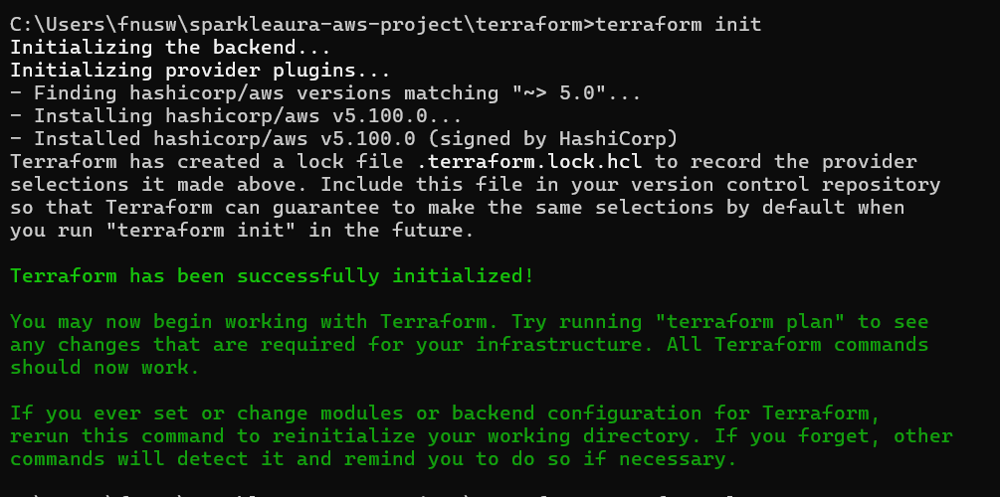 C:\Users\fnusw\sparkleaura-aws-project\terraform>terraform init
Initializing the backend...
Initializing provider plugins...
- Finding hashicorp/aws versions matching "~> 5.0"...
- Installing hashicorp/aws v5.100.0...
- Installed hashicorp/aws v5.100.0 (signed by HashiCorp)
Terraform has created a lock file .terraform.lock.hcl to record the provider
selections it made above. Include this file in your version control repository
so that Terraform can guarantee to make the same selections by default when
you run "terraform init" in the future.
Terraform has been successfully initialized!
You may now begin working with Terraform. Try running "terraform plan" to see
any changes that are required for your infrastructure. All Terraform commands
should now work.
If you ever set or change modules or backend configuration for Terraform,
rerun this command to reinitialize your working directory. If you forget, other
commands will detect it and remind you to do so if necessary.